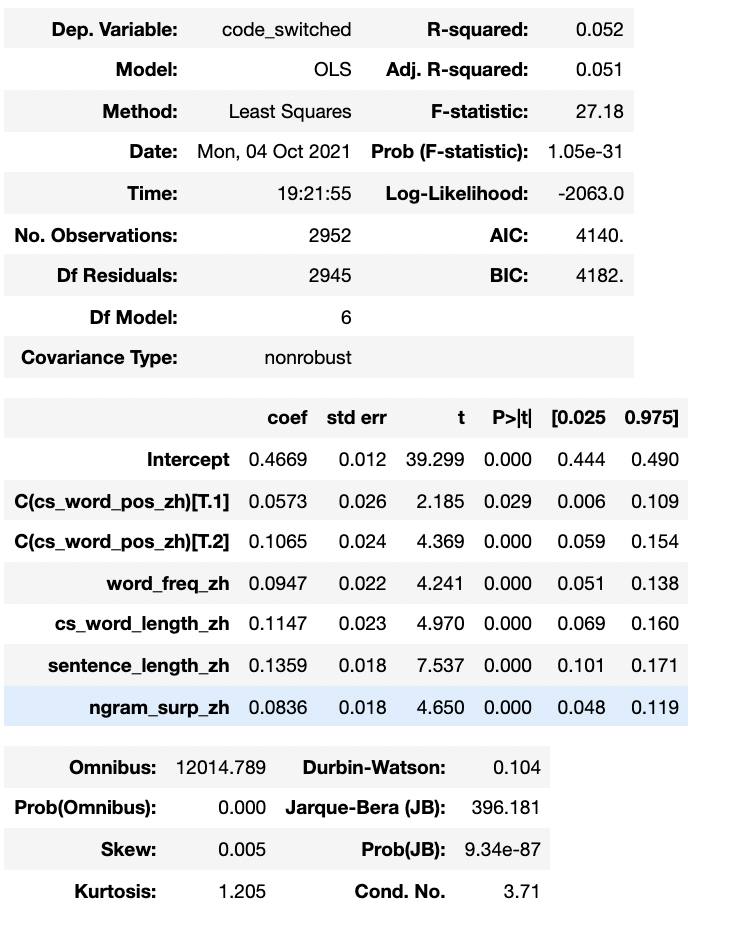 Dep. Variable: code_switched R-squared: 0.052
Model: OLS Adj. R-squared: 0.051
Method: Least Squares F-statistic: 27.18
Date: Mon, 04 Oct 2021 Prob (F-statistic): 1.05e-31
Time: 19:21:55 Log-Likelihood: -2063.0
No. Observations: 2952 AIC: 4140.
Df Residuals: 2945 BIC: 4182.
Df Model: 6
Covariance Type: nonrobust
coef std err t P>|t| [0.025 0.975]
Intercept 0.4669 0.012 39.299 0.000 0.444 0.490
C(cs_word_pos_zh)[T.1] 0.0573 0.026 2.185 0.029 0.006 0.109
C(cs_word_pos_zh)[T.2] 0.1065 0.024 4.369 0.000 0.059 0.154
word_freq_zh 0.0947 0.022 4.241 0.000 0.051 0.138
cs_word_length_zh 0.1147 0.023 4.970 0.000 0.069 0.160
sentence_length_zh 0.1359 0.018 7.537 0.000 0.101 0.171
ngram_surp_zh 0.0836 0.018 4.650 0.000 0.048 0.119
Omnibus: 12014.789 Durbin-Watson: 0.104
Prob(Omnibus): 0.000 Jarque-Bera (JB): 396.181
Skew: 0.005 Prob(JB): 9.34e-87
Kurtosis: 1.205 Cond. No. 3.71